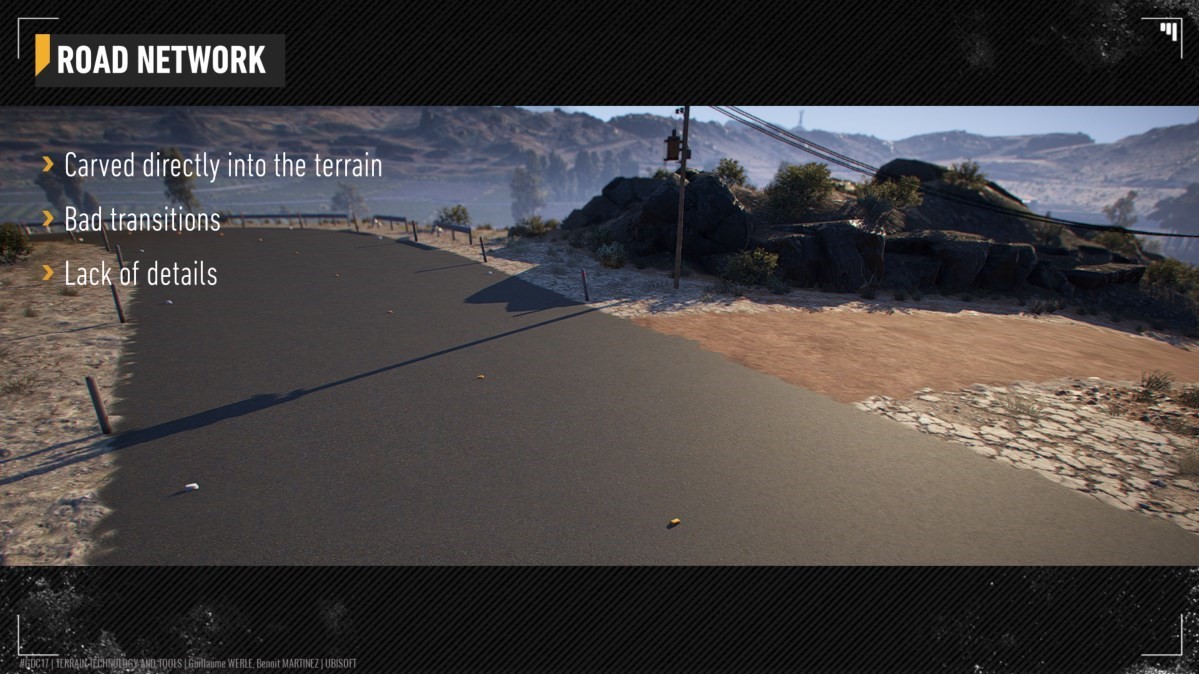 ROAD NETWORK
Carved directly into the terrain
Bad transitions
Lack of details
#GDC17 | TERRAIN TECHNOLOGY AND TOOLS | Guillaume WERLE, Benoit MARTINEZ | UBISOFT